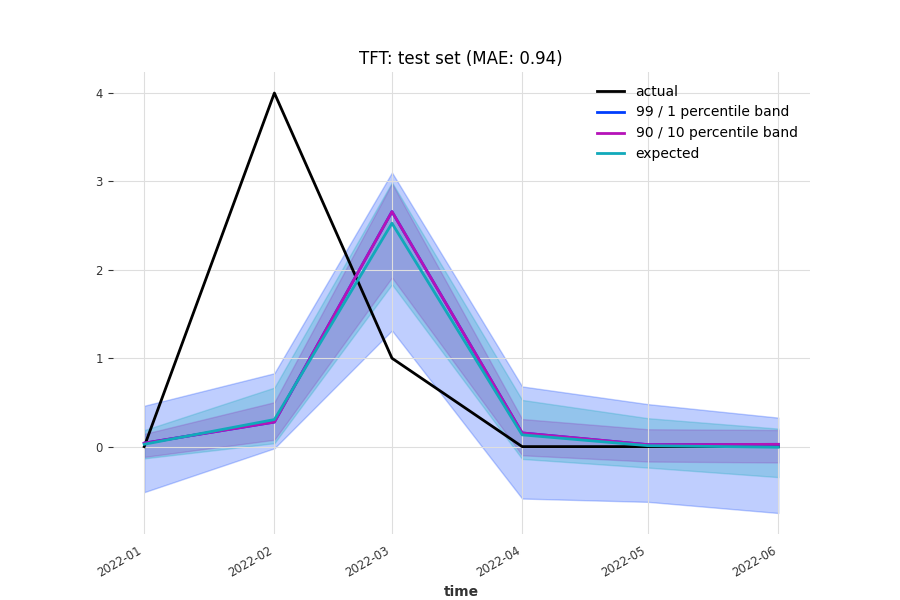 TFT: test set (MAE: 0.94)
actual
99 / 1 percentile band
90 / 10 percentile band
expected
4
3
2
1
0
2022-01
2022-02
2022-03
2022-04
2022-05
2022-06
time